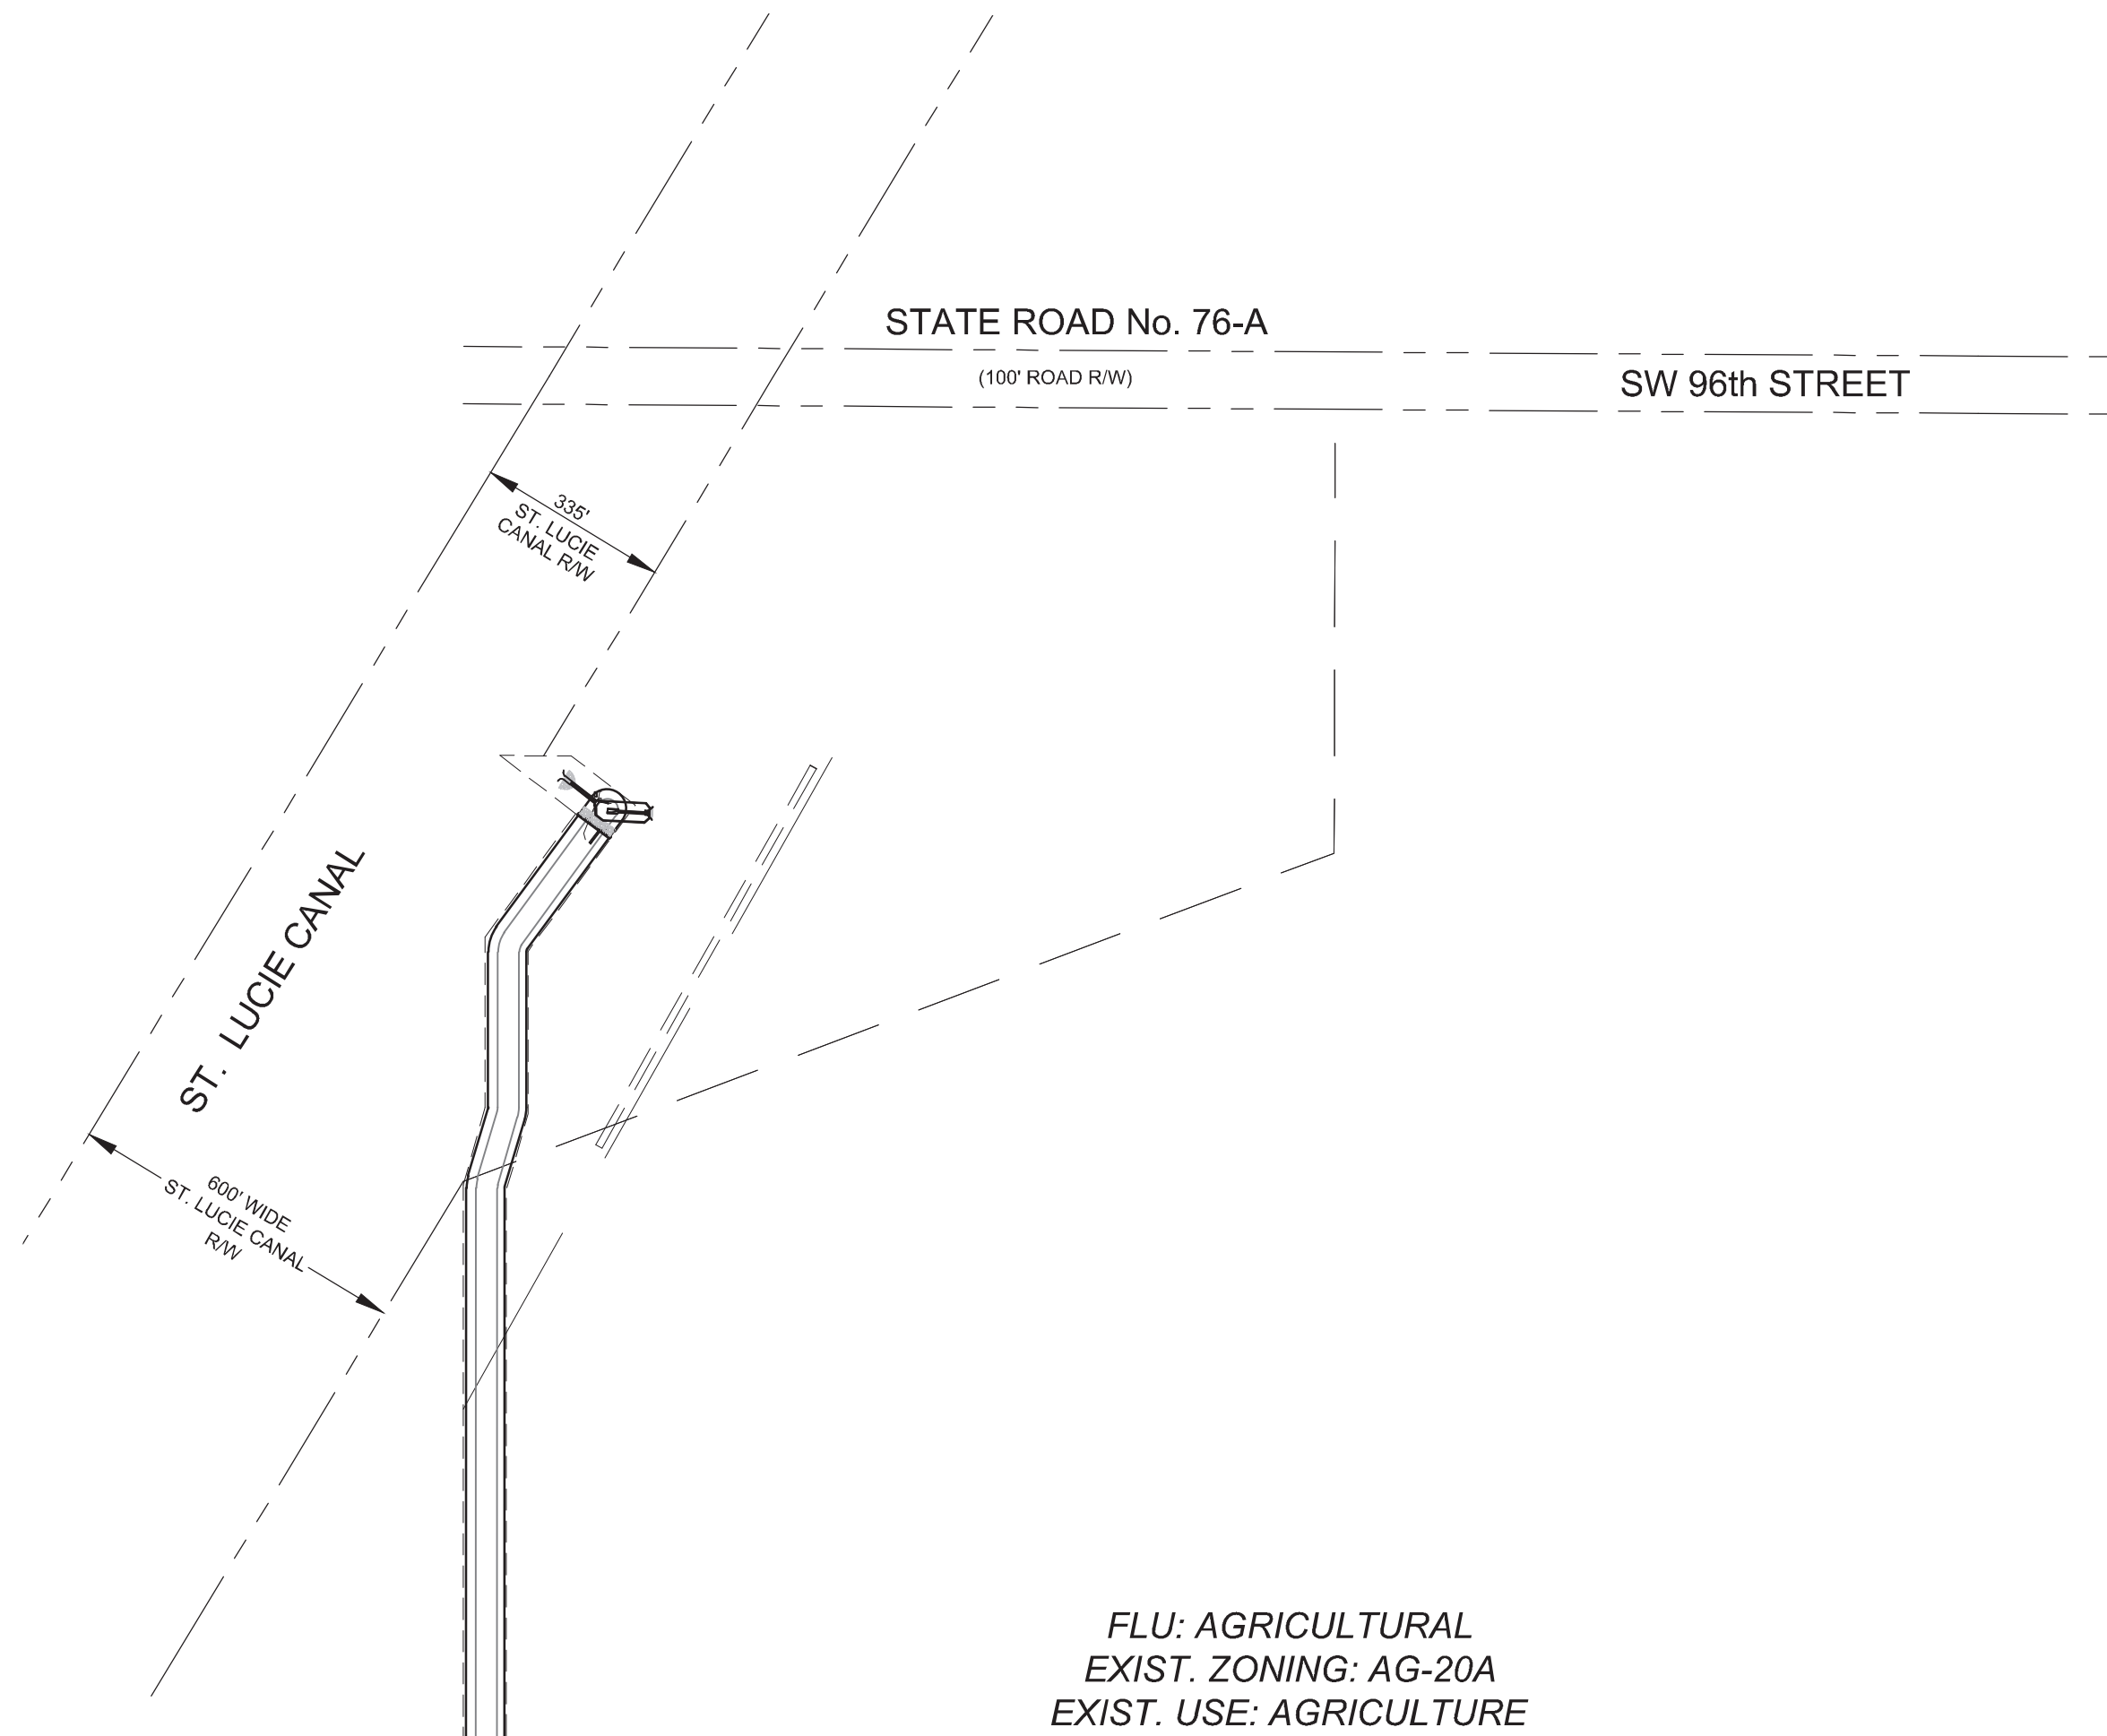 STATE ROAD No. 76-A
(100' ROAD R/W)
SW 96th STREET
335'
ST. LUCIE
CANAL R/W
ST. LUCIE CANAL
600' WIDE
ST. LUCIE CANAL
R/W
FLU: AGRICULTURAL
EXIST. ZONING: AG-20A
EXIST. USE: AGRICULTURE